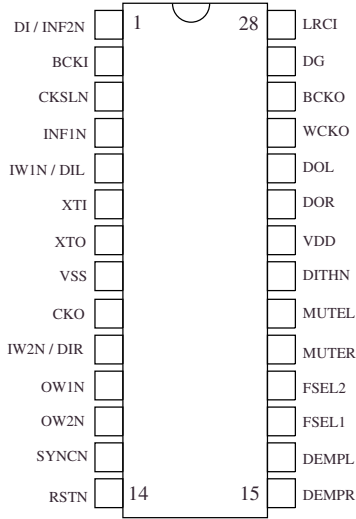 DI / INF2N 1 28 LRCI
BCKI DG
CKSLN BCKO
INF1N WCKO
IW1N / DIL DOL
XTI DOR
XTO VDD
VSS DITHN
CKO MUTEL
IW2N / DIR MUTER
OW1N FSEL2
OW2N FSEL1
SYNCN DEMPL
RSTN 14 15 DEMPR